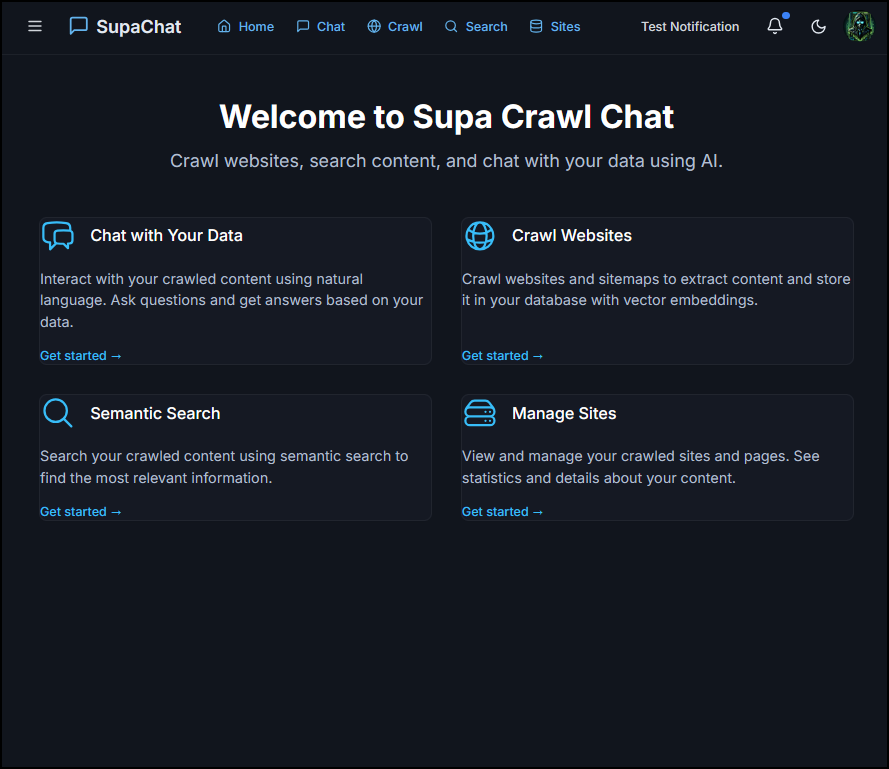 SupaChat
Home
Chat
Crawl
Search
Sites
Test Notification
Welcome to Supa Crawl Chat
Crawl websites, search content, and chat with your data using AI.
Chat with Your Data
Interact with your crawled content using natural
language. Ask questions and get answers based on your
data.
Get started →
Crawl Websites
Crawl websites and sitemaps to extract content and store
it in your database with vector embeddings.
Get started →
Semantic Search
Search your crawled content using semantic search to
find the most relevant information.
Get started →
Manage Sites
View and manage your crawled sites and pages. See
statistics and details about your content.
Get started →